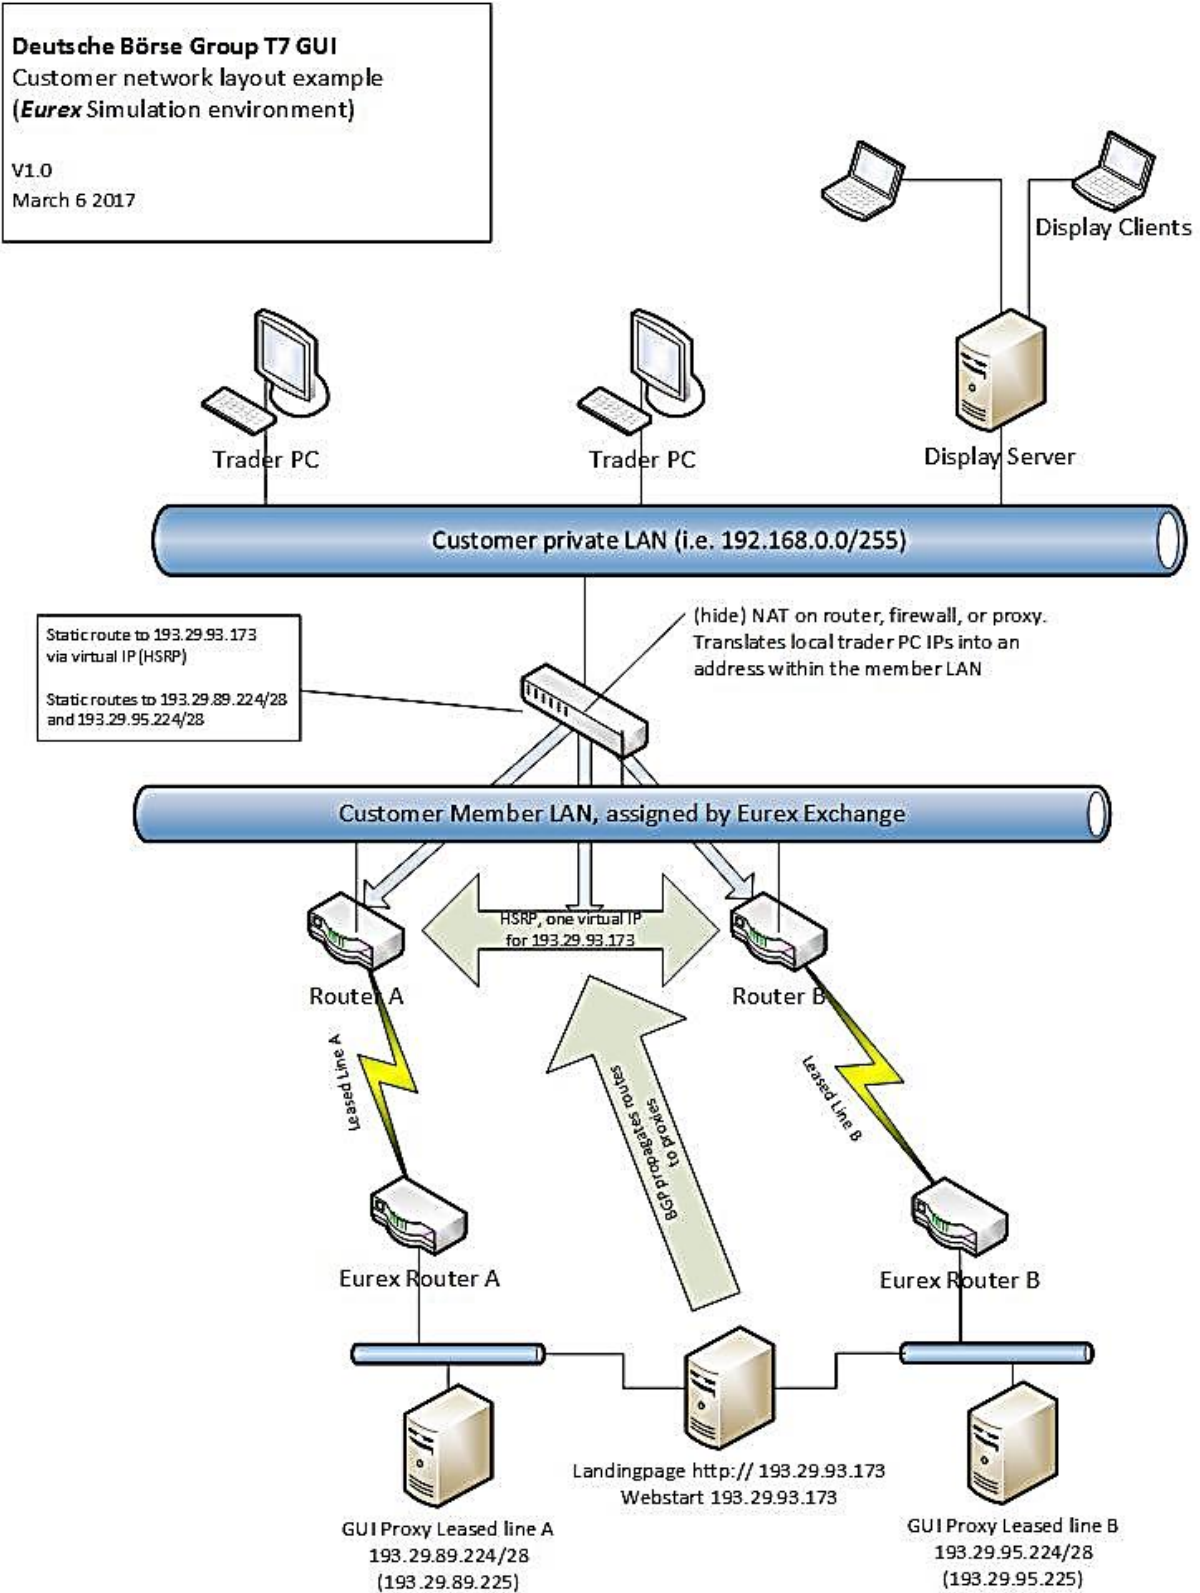 Deutsche Börse Group T7 GUI
Customer network layout example
(Eurex Simulation environment)
V1.0
March 6 2017
Display Clients
Trader PC
Trader PC
Display Server
Customer private LAN (i.e. 192.168.0.0/255)
Static route to 193.29.93.173
via virtual IP (HSRP)
Static routes to 193.29.89.224/28
and 193.29.95.224/28
(hide) NAT on router, firewall, or proxy.
Translates local trader PC IPs into an
address within the member LAN
Customer Member LAN, assigned by Eurex Exchange
HSRP, one virtual IP
for 193.29.93.173
Router A
Router B
Leased Line A
BGP propagates routes
to proxies
Leased Line B
Eurex Router A
Eurex Router B
Landingpage http:// 193.29.93.173
Webstart 193.29.93.173
GUI Proxy Leased line A
193.29.89.224/28
(193.29.89.225)
GUI Proxy Leased line B
193.29.95.224/28
(193.29.95.225)